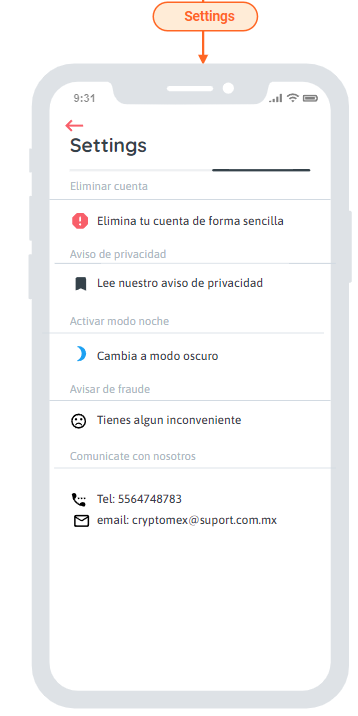 Settings
9:31
Settings
Eliminar cuenta
Elimina tu cuenta de forma sencilla
Aviso de privacidad
Lee nuestro aviso de privacidad
Activar modo noche
Cambia a modo oscuro
Avisar de fraude
Tienes algun inconveniente
Comunicate con nosotros
Tel: 5564748783
email: cryptomex@suport.com.mx